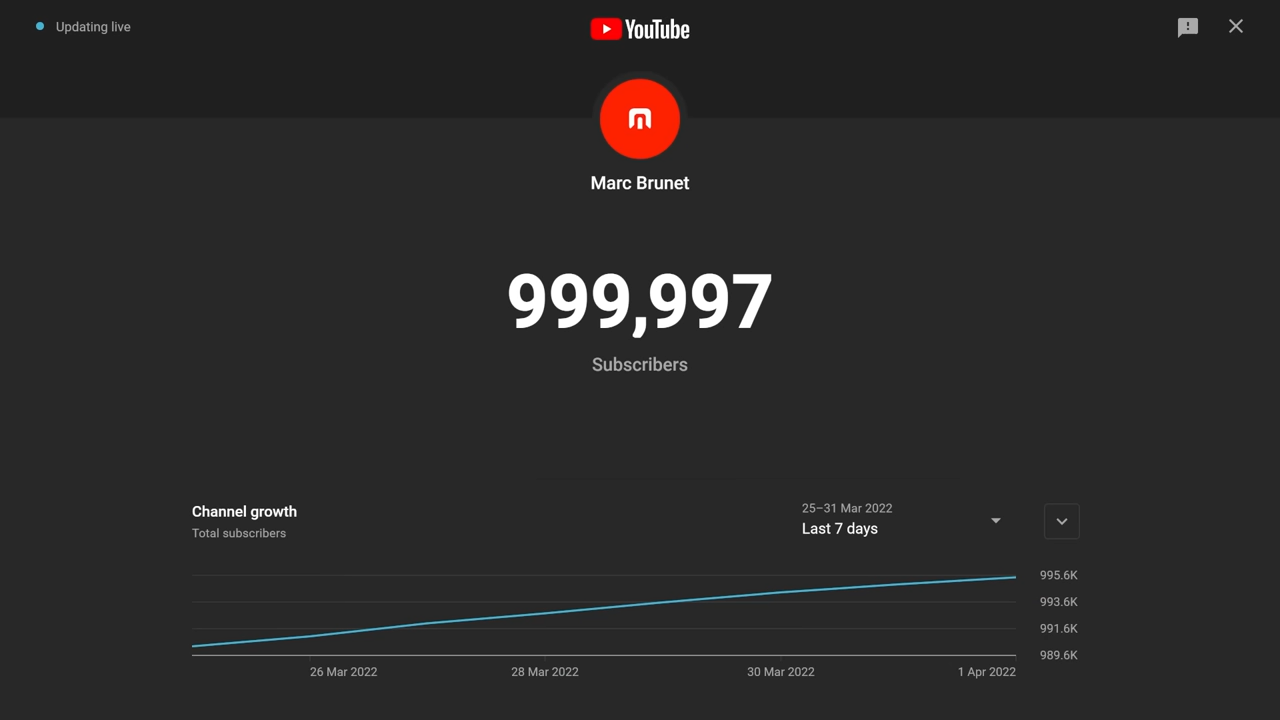 Updating live
YouTube
Marc Brunet
999,997
Subscribers
Channel growth
Total subscribers
25–31 Mar 2022
Last 7 days
995.6K
993.6K
991.6K
989.6K
26 Mar 2022
28 Mar 2022
30 Mar 2022
1 Apr 2022